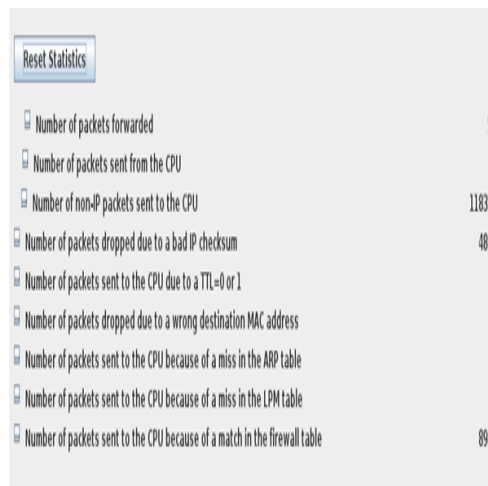 Reset Statistics
Number of packets forwarded
Number of packets sent from the CPU
Number of non-IP packets sent to the CPU 1183
Number of packets dropped due to a bad IP checksum 48
Number of packets sent to the CPU due to a TTL=0 or 1
Number of packets dropped due to a wrong destination MAC address
Number of packets sent to the CPU because of a miss in the ARP table
Number of packets sent to the CPU because of a miss in the LPM table
Number of packets sent to the CPU because of a match in the firewall table 89